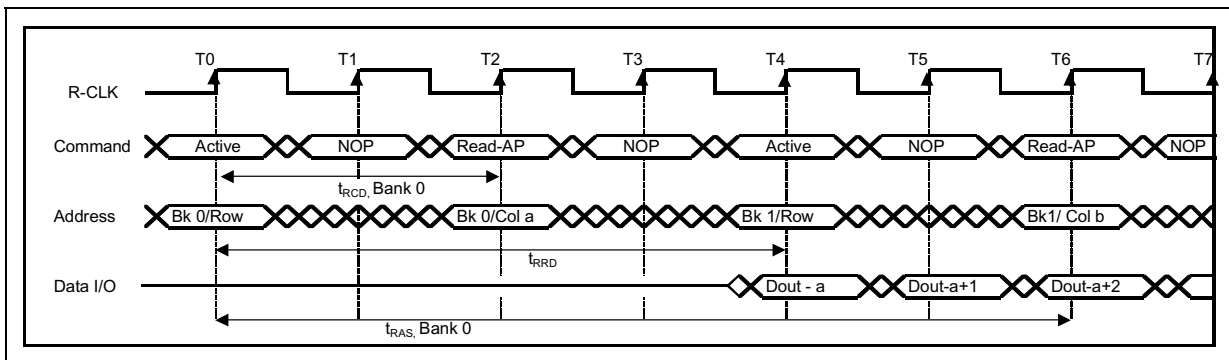 T0 T1 T2 T3 T4 T5 T6 T7
R-CLK
Command Active NOP Read-AP NOP Active NOP Read-AP NOP
tRCD, Bank 0
Address Bk 0/Row Bk 0/Col a Bk 1/Row Bk1/ Col b
tRRD
Data I/O Dout - a Dout-a+1 Dout-a+2
tRAS, Bank 0